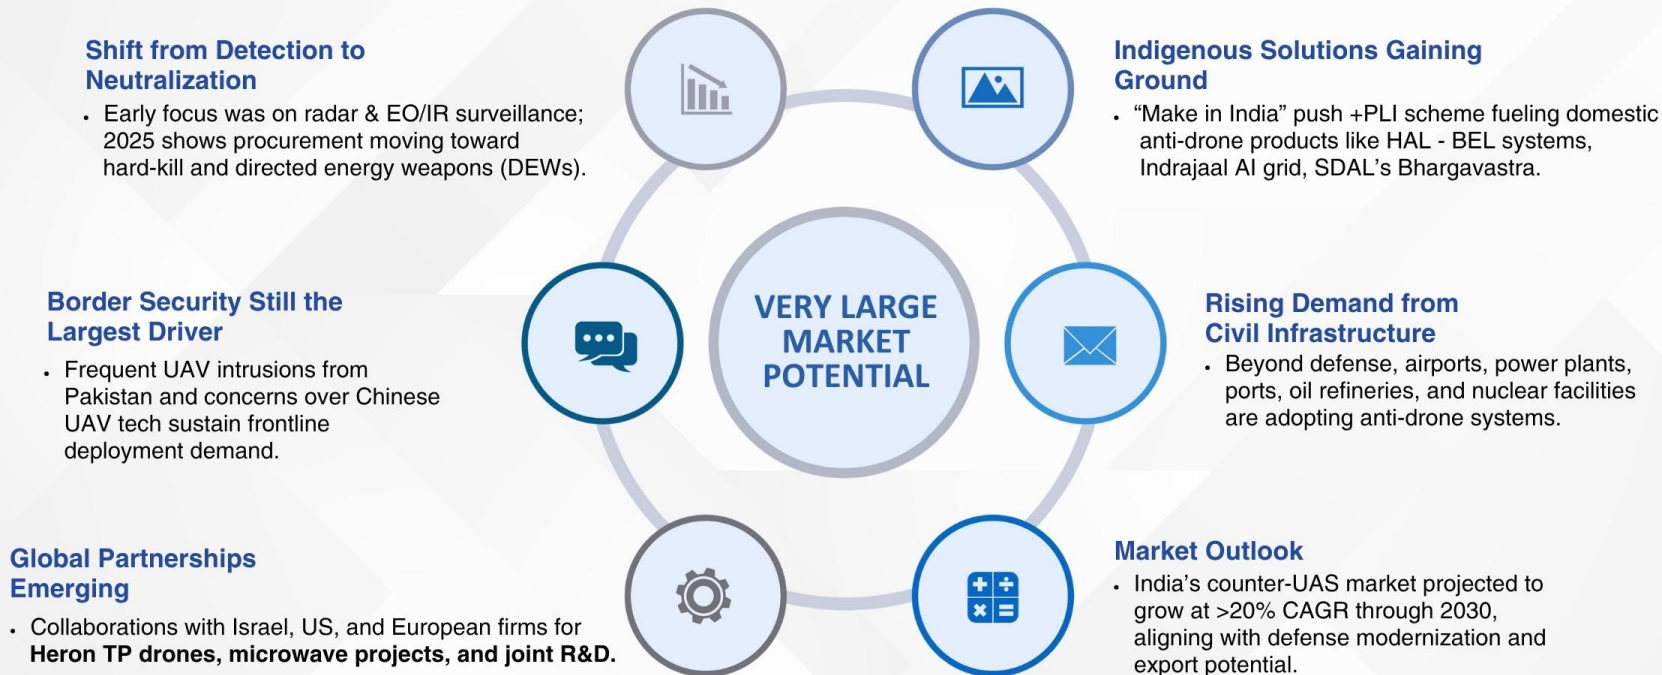 Shift from Detection to
Neutralization
• Early focus was on radar & EO/IR surveillance;
2025 shows procurement moving toward
hard-kill and directed energy weapons (DEWs).
Indigenous Solutions Gaining
Ground
• “Make in India” push +PLI scheme fueling domestic
anti-drone products like HAL - BEL systems,
Indrajaal AI grid, SDAL’s Bhargavastra.
Border Security Still the
Largest Driver
• Frequent UAV intrusions from
Pakistan and concerns over Chinese
UAV tech sustain frontline
deployment demand.
VERY LARGE
MARKET
POTENTIAL
Rising Demand from
Civil Infrastructure
• Beyond defense, airports, power plants,
ports, oil refineries, and nuclear facilities
are adopting anti-drone systems.
Global Partnerships
Emerging
• Collaborations with Israel, US, and European firms for
Heron TP drones, microwave projects, and joint R&D.
Market Outlook
• India’s counter-UAS market projected to
grow at >20% CAGR through 2030,
aligning with defense modernization and
export potential.